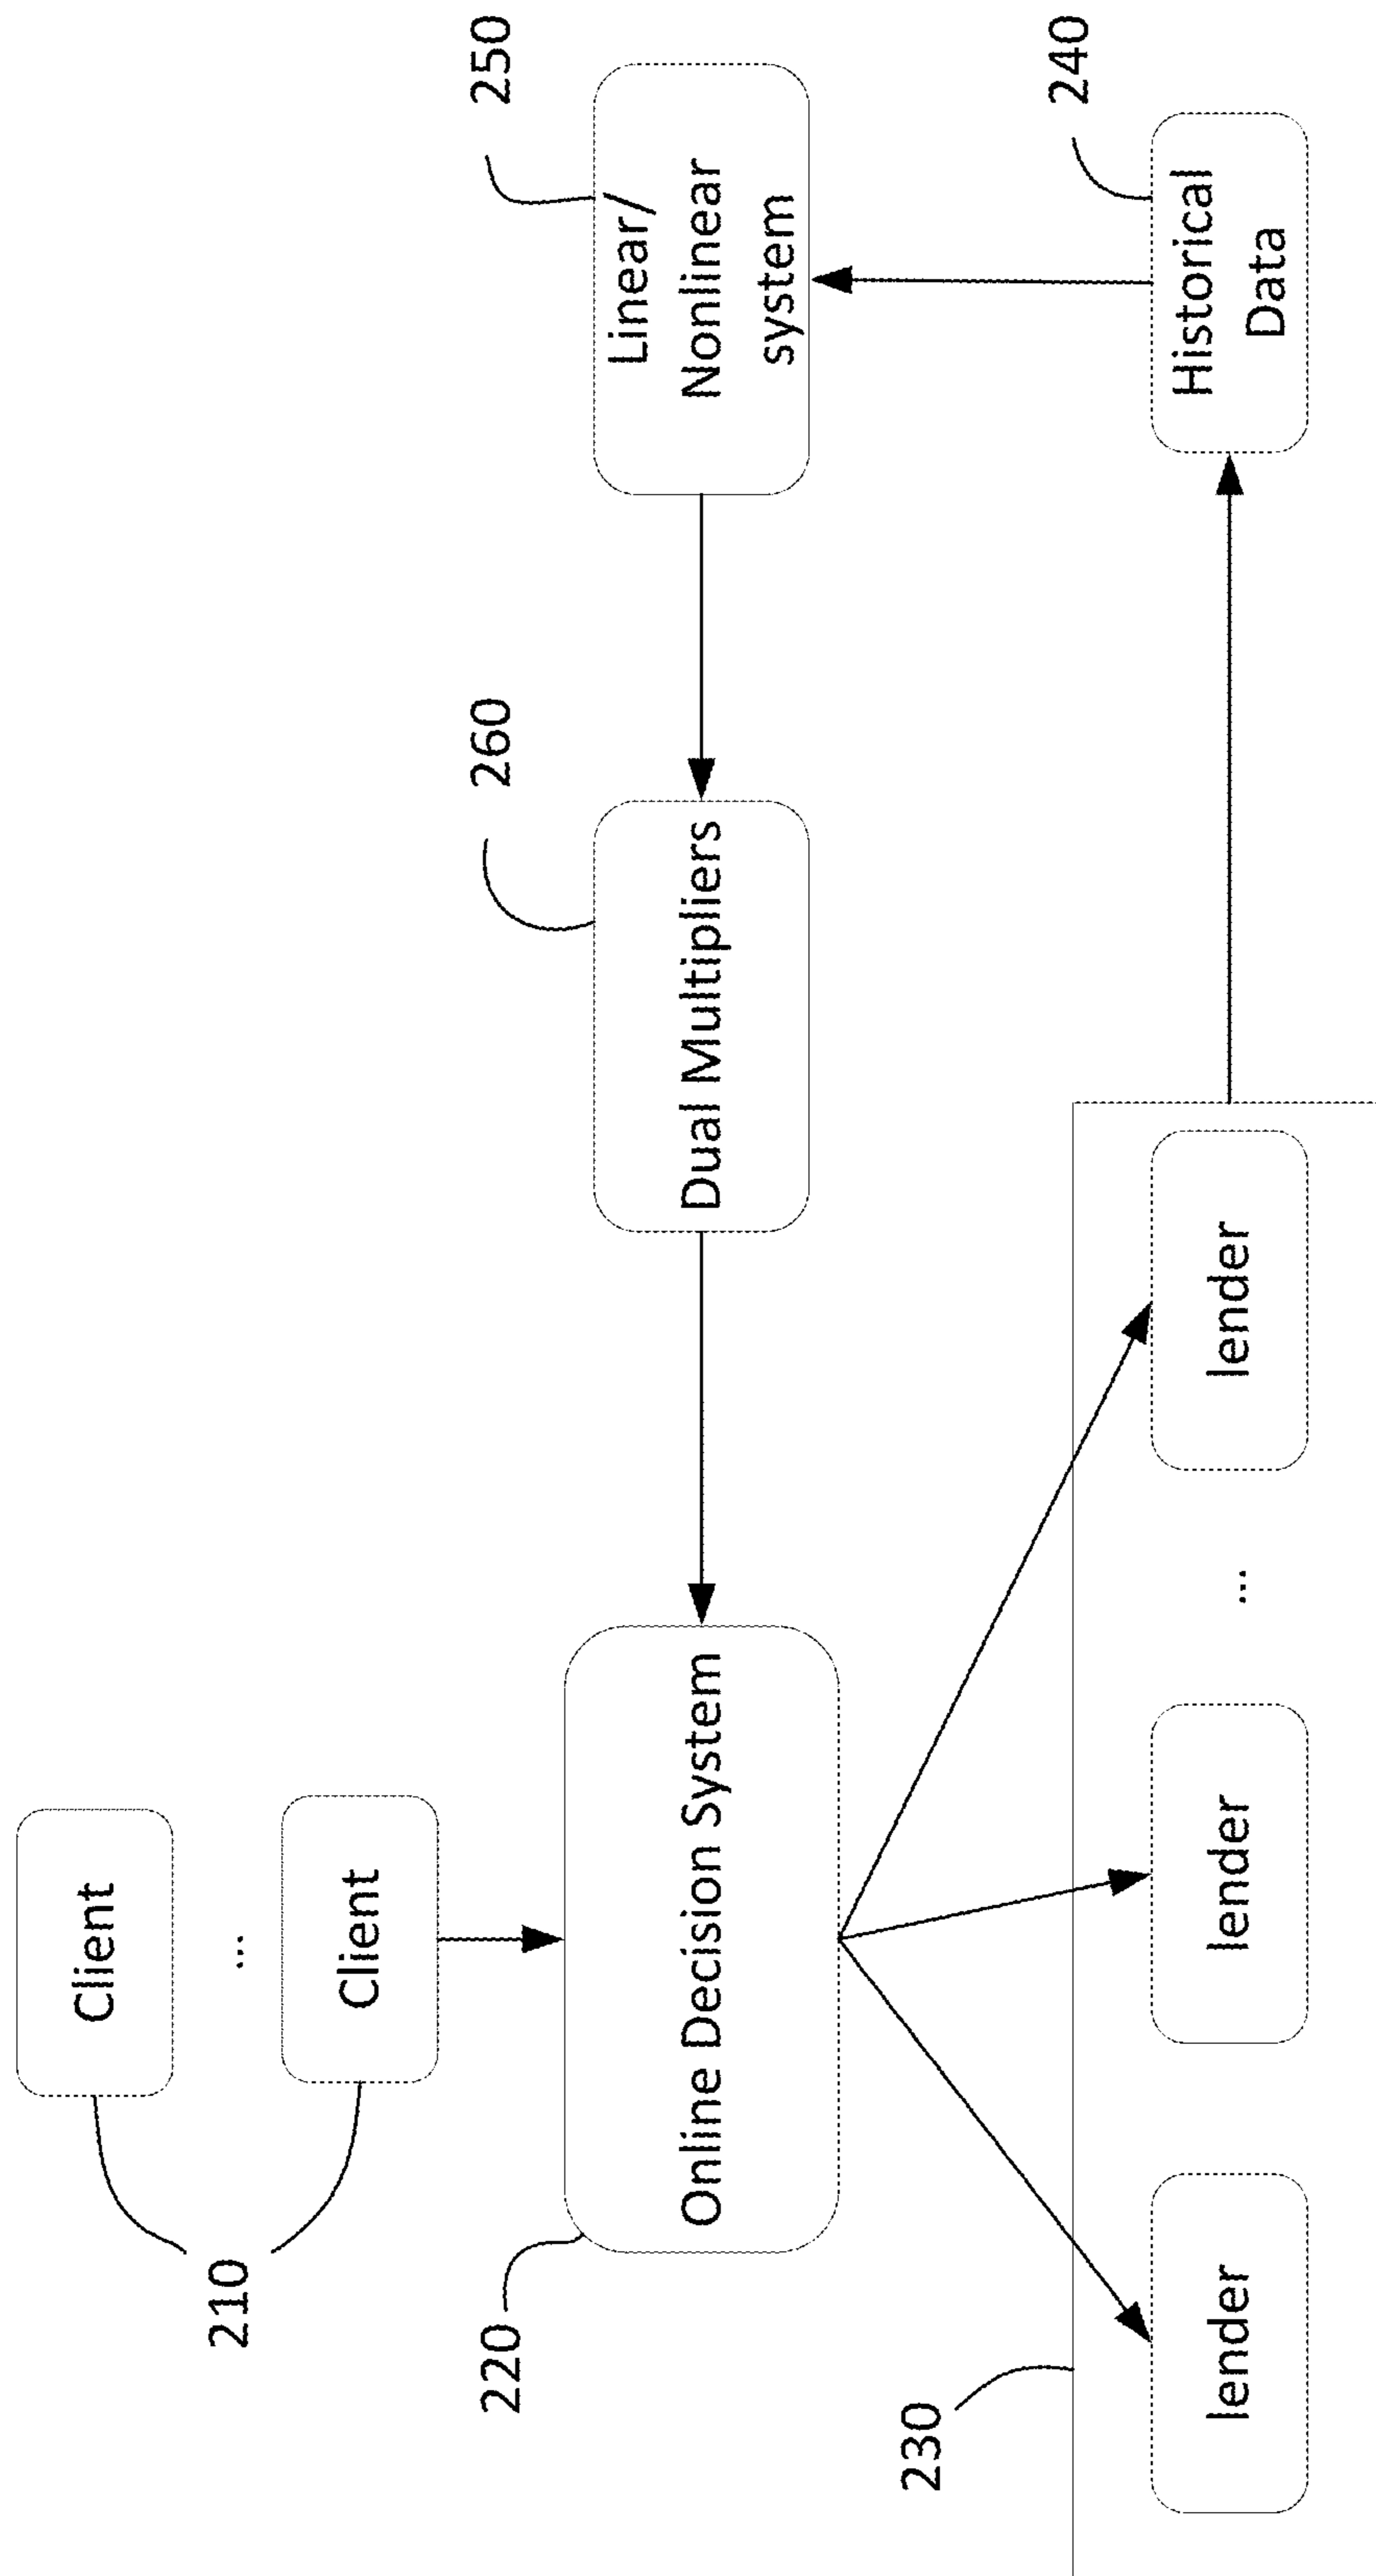 Client
...
210
Client
220
Online Decision System
260
Dual Multipliers
250
Linear/
Nonlinear
system
230
lender
lender
...
lender
240
Historical
Data